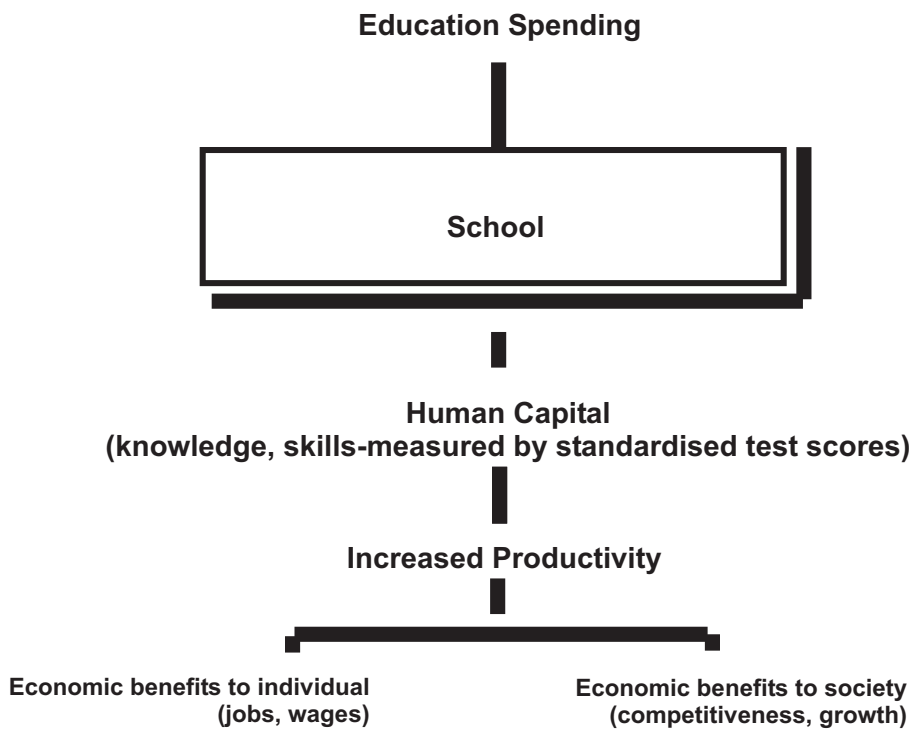 Education Spending
School
Human Capital
(knowledge, skills-measured by standardised test scores)
Increased Productivity
Economic benefits to individual
(jobs, wages)
Economic benefits to society
(competitiveness, growth)